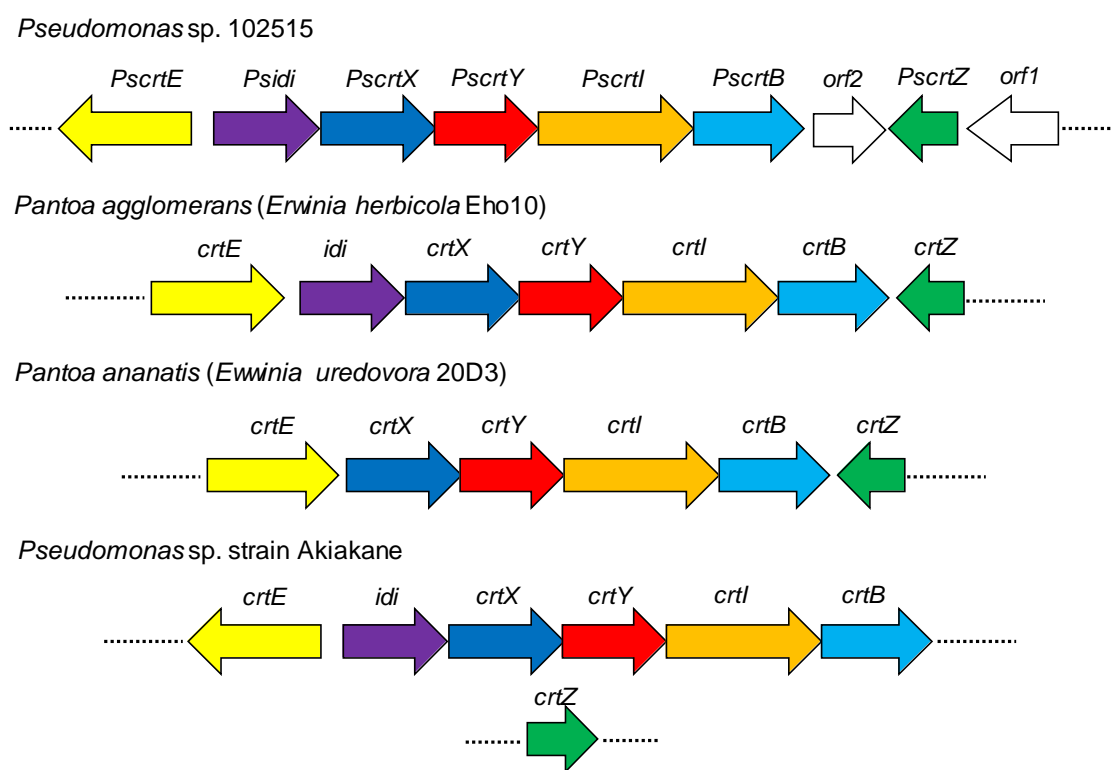 Pseudomonas sp. 102515
PscrtE Psidi PscrtX PscrtY PscrtI PscrtB orf2 PscrtZ orf1
Pantoa agglomerans (Erwinia herbicola Eho10)
crtE idi crtX crtY crtI crtB crtZ
Pantoa ananatis (Ewwinia uredovora 20D3)
crtE crtX crtY crtI crtB crtZ
Pseudomonas sp. strain Akiakane
crtE idi crtX crtY crtI crtB
crtZ